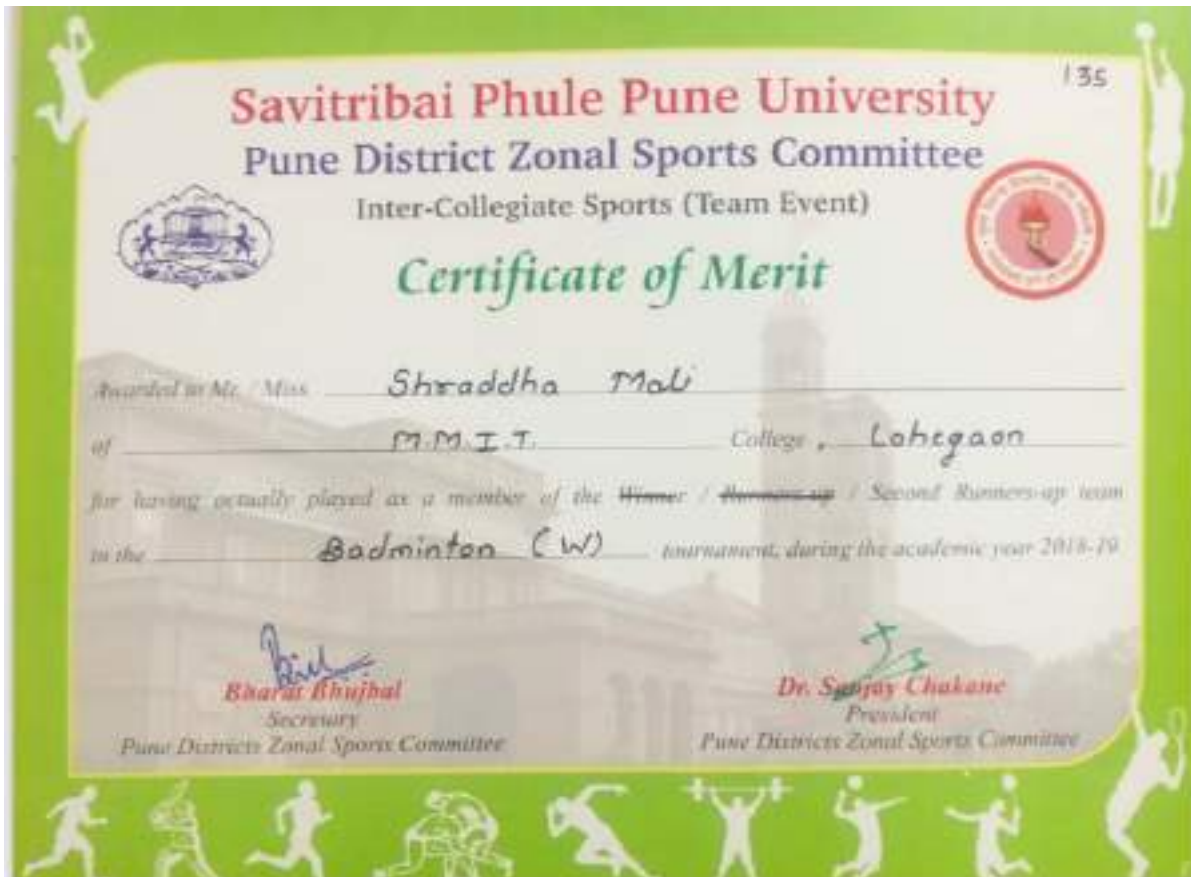 135
Savitribai Phule Pune University
Pune District Zonal Sports Committee
Inter-Collegiate Sports (Team Event)
Certificate of Merit
Awarded to Mr. / Miss Shraddha Mali
of M.M.I.T. College, Lohegaon
for having actually played as a member of the Winner / Runners-up / Second Runners-up team
in the Badminton (W) tournament, during the academic year 2018-19
Bharat Bhujbal
Secretary
Pune Districts Zonal Sports Committee
Dr. Sanjay Chakane
President
Pune Districts Zonal Sports Committee